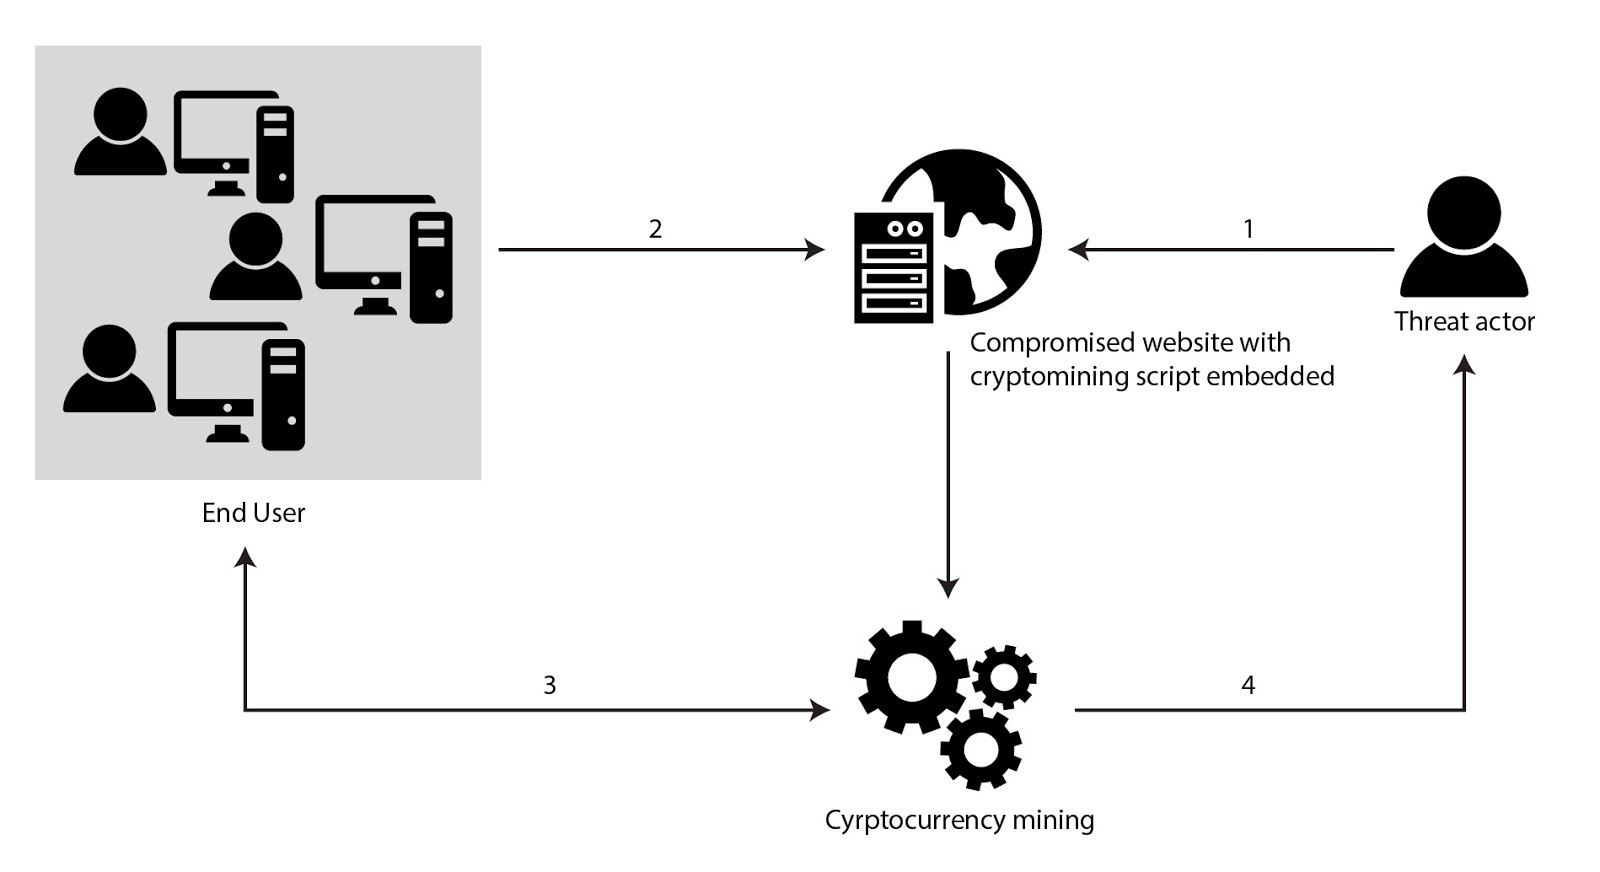 2
1
Threat actor
Compromised website with
cryptomining script embedded
End User
3
4
Cyrptocurrency mining